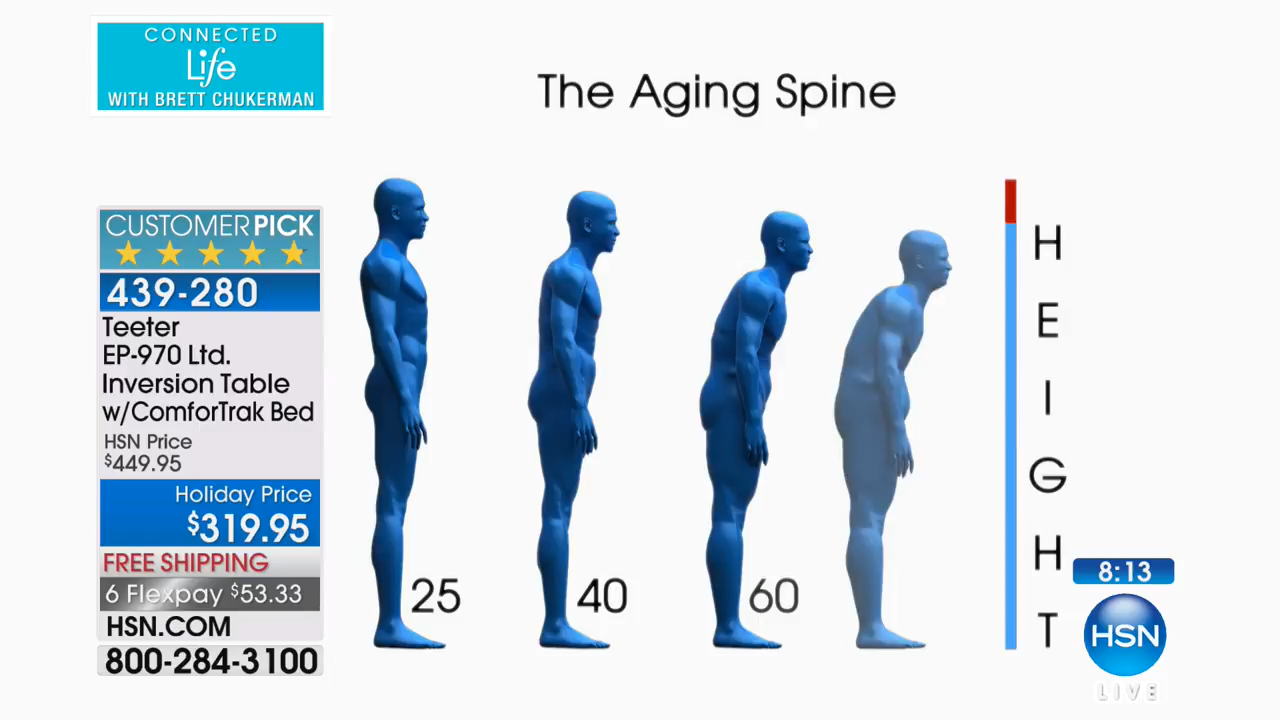 CONNECTED
Life
WITH BRETT CHUKERMAN
The Aging Spine
CUSTOMER PICK
439-280
Teeter
EP-970 Ltd.
Inversion Table
w/ComforTrak Bed
HSN Price
$449.95
Holiday Price
$319.95
FREE SHIPPING
6 Flexpay $53.33
HSN.COM
800-284-3100
25
40
60
H
E
I
G
H
T
8:13
HSN
LIVE